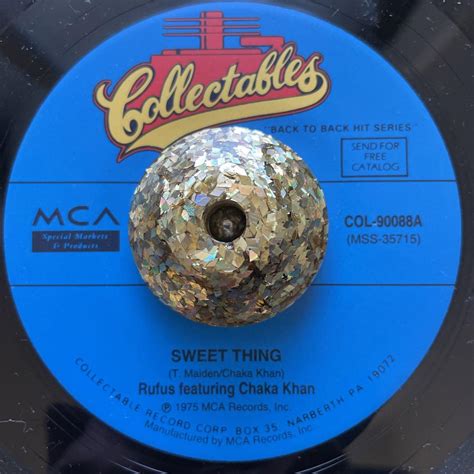 Collectables
"BACK TO BACK HIT SERIES"
SEND FOR
FREE
CATALOG
MCA
Special Markets
& Products
COL-90088A
(MSS-35715)
SWEET THING
(T. Maiden/Chaka Khan)
Rufus featuring Chaka Khan
℗ 1975 MCA Records, Inc.
COLLECTABLE RECORD CORP. BOX 35, NARBERTH PA. 19072
Manufactured by MCA Records, Inc.